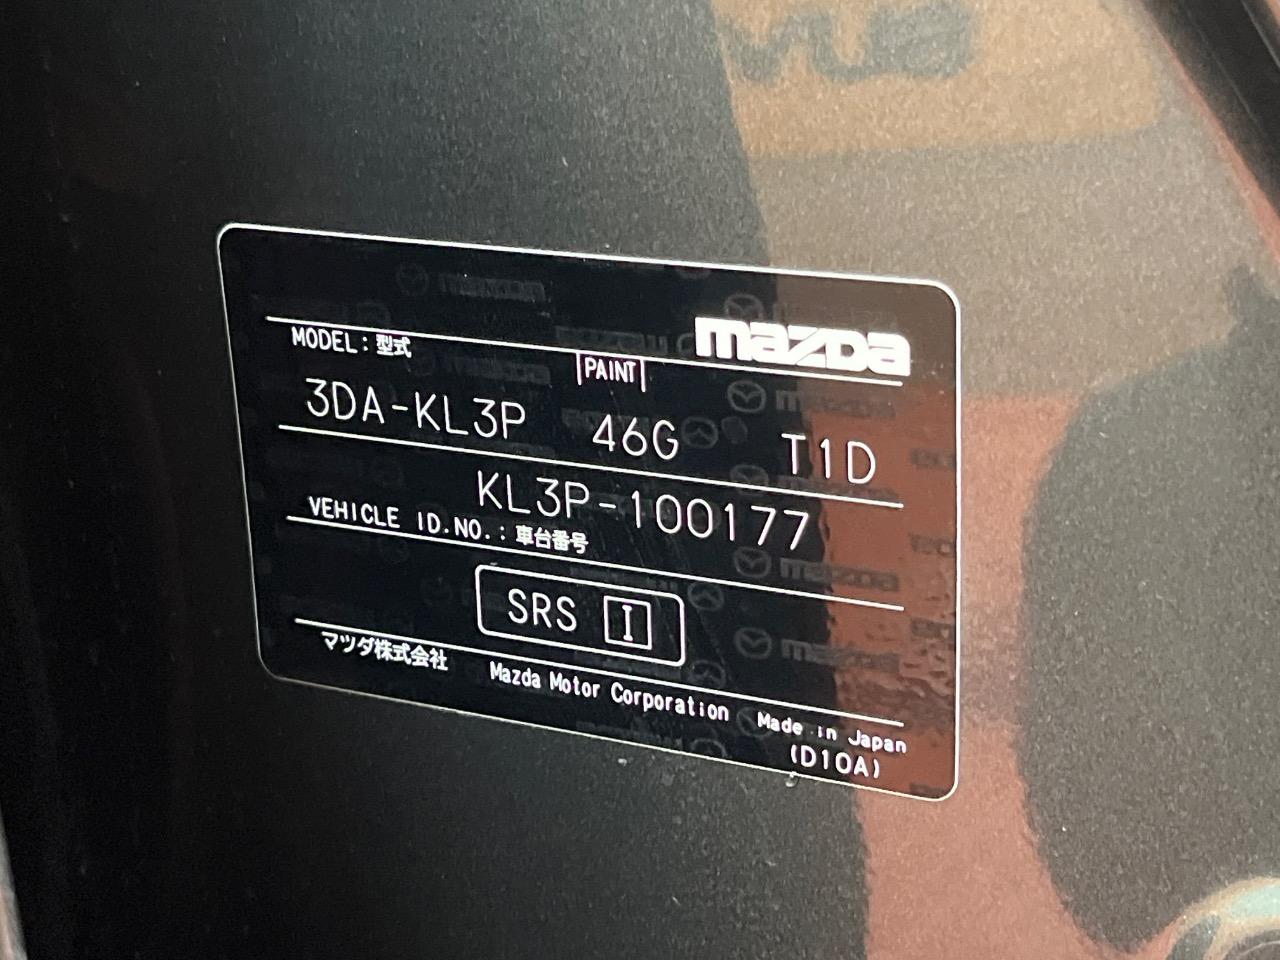 mazda
MODEL:型式
PAINT
3DA-KL3P 46G T1D
KL3P-100177
VEHICLE ID.NO.:車台番号
SRS I
マツダ株式会社 Mazda Motor Corporation Made in Japan
(D10A)